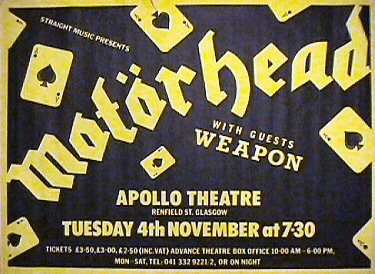 STRAIGHT MUSIC PRESENTS
motörhead
WITH GUESTS
WEAPON
APOLLO THEATRE
RENFIELD ST. GLASGOW
TUESDAY 4th NOVEMBER at 7·30
TICKETS £3·50, £3·00, £2·50 (INC. VAT) ADVANCE THEATRE BOX OFFICE 10·00 AM – 6·00 PM,
MON–SAT, TEL: 041 332 9221/2, OR ON NIGHT